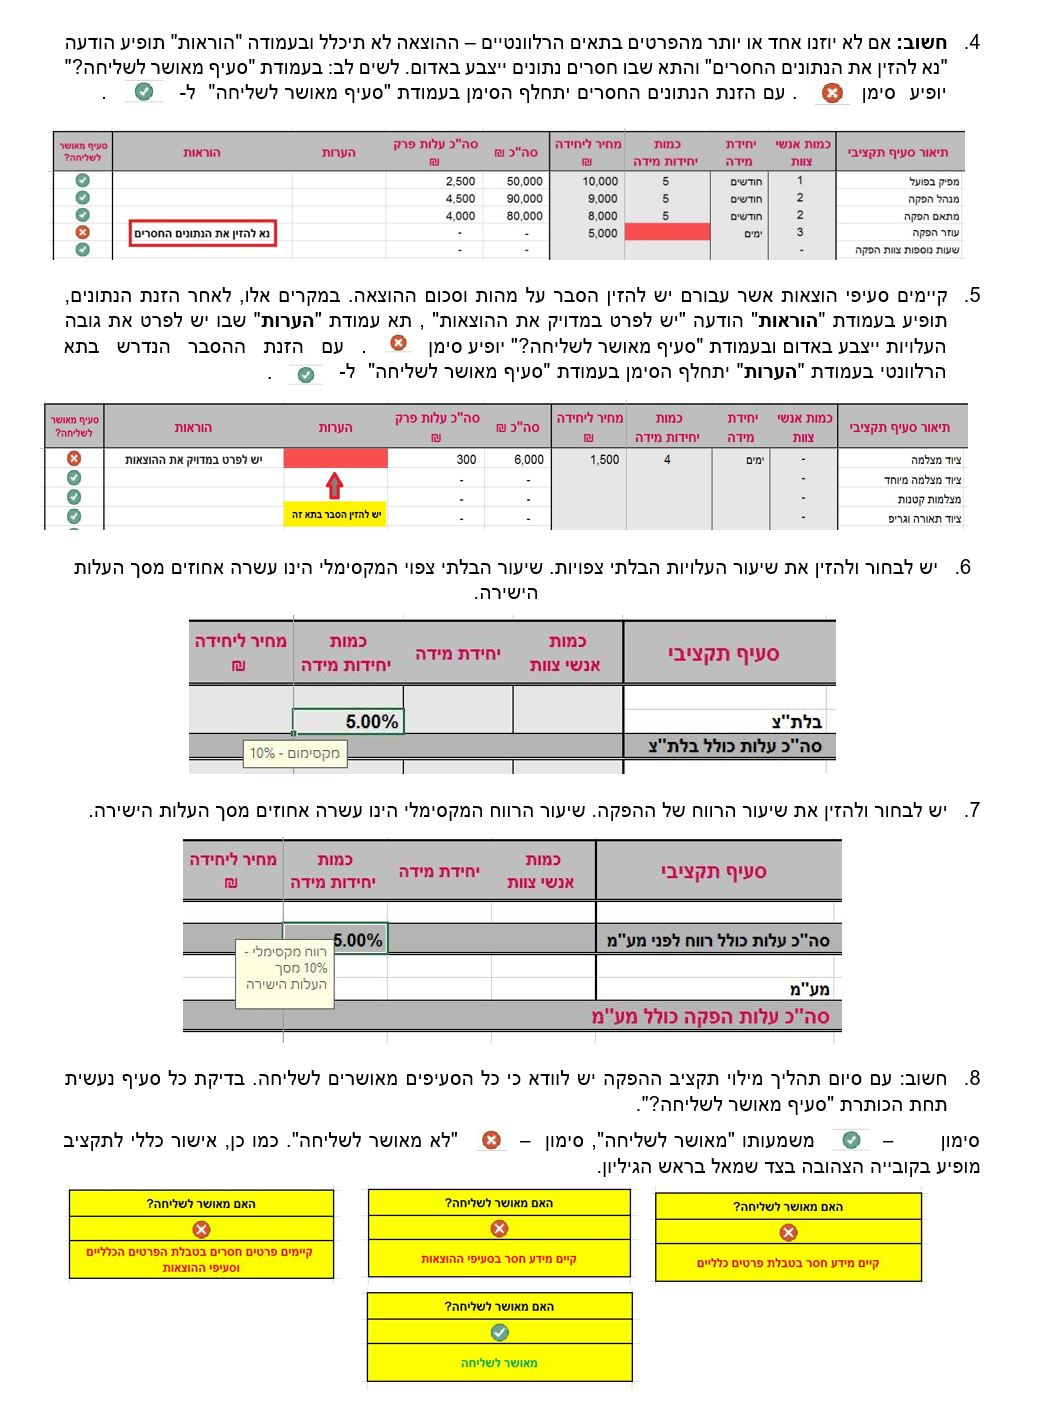 4. חשוב: אם לא יוזנו אחד או יותר מהפרטים בתאים הרלוונטיים – ההוצאה לא תיכלל ובעמודת "הוראות" תופיע הודעה
"נא להזין את הנתונים החסרים" והתא שבו חסרים נתונים ייצבע באדום. לשים לב: בעמודת "סעיף מאושר לשליחה?"
יופיע סימן . עם הזנת הנתונים החסרים יתחלף הסימן בעמודת "סעיף מאושר לשליחה" ל- .
תיאור סעיף תקציבי כמות אנשי צוות יחידת מידה כמות יחידות מידה מחיר ליחידה ₪ סה"כ ₪ סה"כ עלות פרק ₪ הערות הוראות סעיף מאושר לשליחה?
מפיק בפועל 1 חודשים 5 10,000 50,000 2,500
מנהל הפקה 2 חודשים 5 9,000 90,000 4,500
מתאם הפקה 2 חודשים 5 8,000 80,000 4,000
עוזר הפקה 3 ימים 5,000 - - נא להזין את הנתונים החסרים
שעות נוספות צוות הפקה - - -
5. קיימים סעיפי הוצאות אשר עבורם יש להזין הסבר על מהות וסכום ההוצאה. במקרים אלו, לאחר הזנת הנתונים,
תופיע בעמודת "הוראות" הודעה "יש לפרט במדויק את ההוצאות" , תא עמודת "הערות" שבו יש לפרט את גובה
העלויות ייצבע באדום ובעמודת "סעיף מאושר לשליחה?" יופיע סימן . עם הזנת ההסבר הנדרש בתא
הרלוונטי בעמודת "הערות" יתחלף הסימן בעמודת "סעיף מאושר לשליחה" ל- .
תיאור סעיף תקציבי כמות אנשי צוות יחידת מידה כמות יחידות מידה מחיר ליחידה ₪ סה"כ ₪ סה"כ עלות פרק ₪ הערות הוראות סעיף מאושר לשליחה?
ציוד מצלמה - ימים 4 1,500 6,000 300 יש לפרט במדויק את ההוצאות
ציוד מצלמה מיוחד - - -
מצלמות קטנות - - -
ציוד תאורה וגריפ - - - יש להזין הסבר בתא זה
6. יש לבחור ולהזין את שיעור העלויות הבלתי צפויות. שיעור הבלתי צפוי המקסימלי הינו עשרה אחוזים מסך העלות
הישירה.
סעיף תקציבי כמות אנשי צוות יחידת מידה כמות יחידות מידה מחיר ליחידה ₪
בלת"צ 5.00%
סה"כ עלות כולל בלת"צ
מקסימום - 10%
7. יש לבחור ולהזין את שיעור הרווח של ההפקה. שיעור הרווח המקסימלי הינו עשרה אחוזים מסך העלות הישירה.
סעיף תקציבי כמות אנשי צוות יחידת מידה כמות יחידות מידה מחיר ליחידה ₪
סה"כ עלות כולל רווח לפני מע"מ 5.00%
רווח מקסימלי -
10% מסך
העלות הישירה
מע"מ
סה"כ עלות הפקה כולל מע"מ
8. חשוב: עם סיום תהליך מילוי תקציב ההפקה יש לוודא כי כל הסעיפים מאושרים לשליחה. בדיקת כל סעיף נעשית
תחת הכותרת "סעיף מאושר לשליחה?".
סימון – משמעותו "מאושר לשליחה", סימון – "לא מאושר לשליחה". כמו כן, אישור כללי לתקציב
מופיע בקובייה הצהובה בצד שמאל בראש הגיליון.
האם מאושר לשליחה?
קיים מידע חסר בטבלת פרטים כלליים
האם מאושר לשליחה?
קיים מידע חסר בסעיפי ההוצאות
האם מאושר לשליחה?
קיימים פרטים חסרים בטבלת הפרטים הכלליים
וסעיפי ההוצאות
האם מאושר לשליחה?
מאושר לשליחה